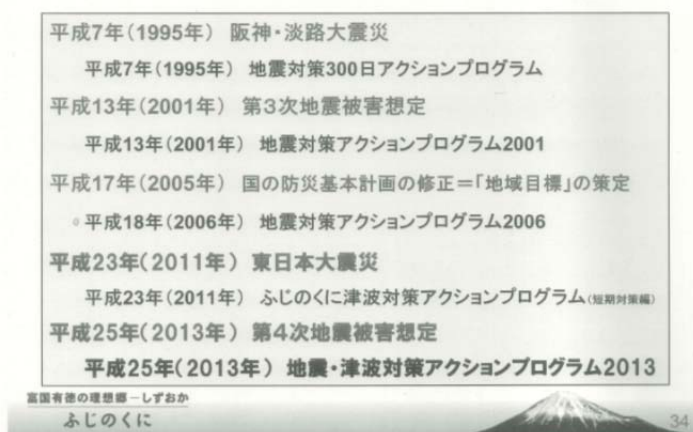 平成7年(1995年) 阪神・淡路大震災
平成7年(1995年) 地震対策300日アクションプログラム
平成13年(2001年) 第3次地震被害想定
平成13年(2001年) 地震対策アクションプログラム2001
平成17年(2005年) 国の防災基本計画の修正=「地域目標」の策定
平成18年(2006年) 地震対策アクションプログラム2006
平成23年(2011年) 東日本大震災
平成23年(2011年) ふじのくに津波対策アクションプログラム(短期対策編)
平成25年(2013年) 第4次地震被害想定
平成25年(2013年) 地震・津波対策アクションプログラム2013
富国有徳の理想郷-しずおか
ふじのくに
34